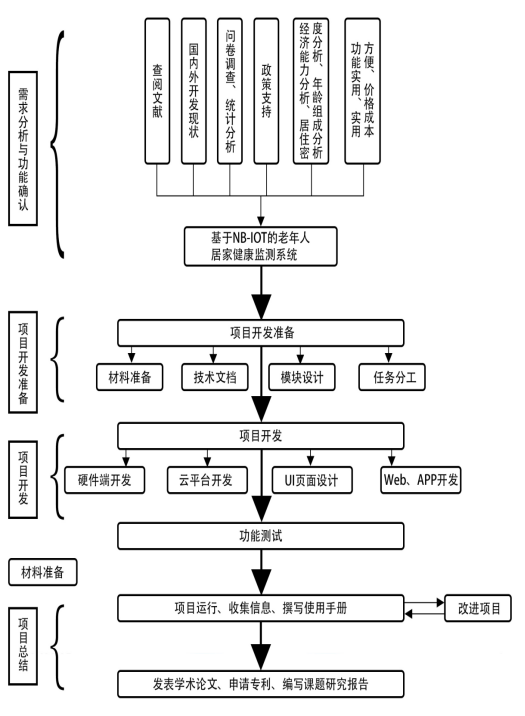 需求分析与功能确认
查阅文献
国内外开发现状
问卷调查、统计分析
政策支持
度分析、年龄组成分析
经济能力分析、居住密
方便、价格成本
功能实用、实用
基于NB-IOT的老年人
居家健康监测系统
项目开发准备
项目开发准备
材料准备
技术文档
模块设计
任务分工
项目开发
项目开发
硬件端开发
云平台开发
UI页面设计
Web、APP开发
功能测试
材料准备
项目总结
项目运行、收集信息、撰写使用手册
改进项目
发表学术论文、申请专利、编写课题研究报告